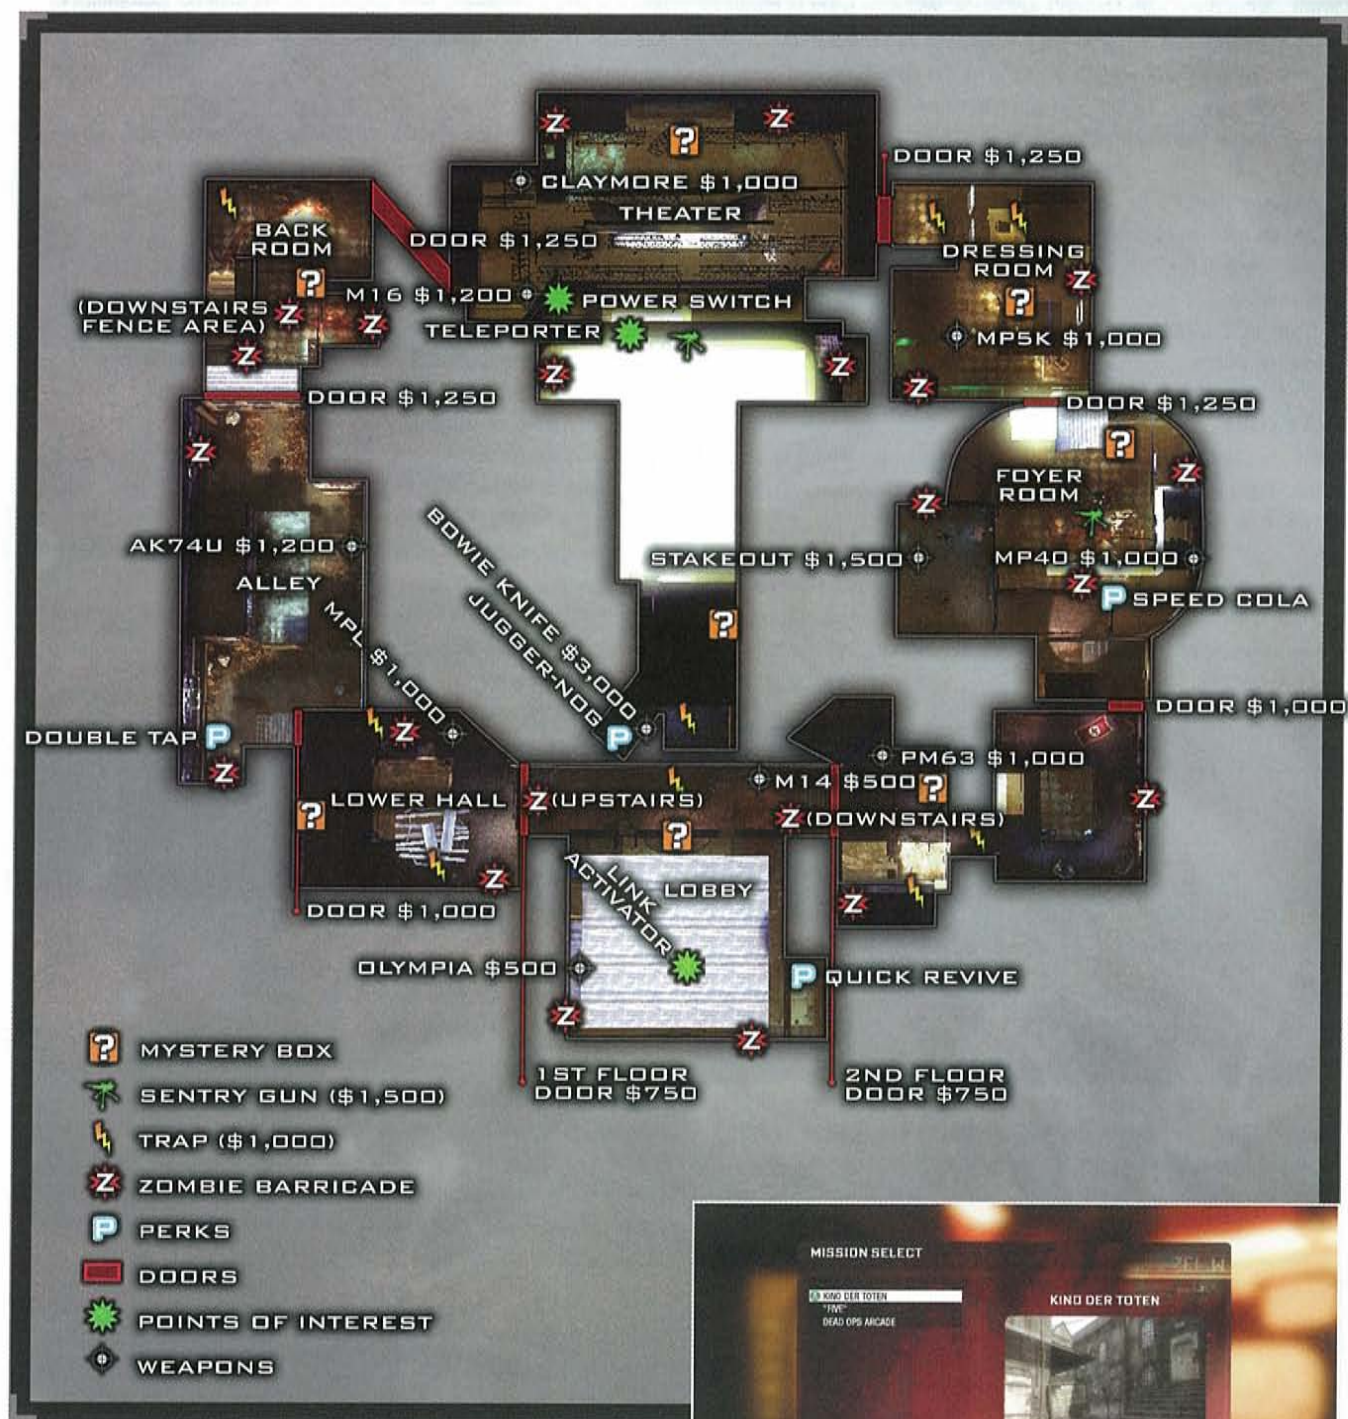 DOOR $1,250
CLAYMORE $1,000
THEATER
BACK
ROOM
DOOR $1,250
DRESSING
ROOM
M16 $1,200
POWER SWITCH
(DOWNSTAIRS
FENCE AREA)
TELEPORTER
MP5K $1,000
DOOR $1,250
DOOR $1,250
FOYER
ROOM
AK74U $1,200
STAKEOUT $1,500
MP40 $1,000
ALLEY
SPEED COLA
BOWIE KNIFE $3,000
JUGGER-NOG
MPL $1,000
DOOR $1,000
DOUBLE TAP
PM63 $1,000
M14 $500
LOWER HALL
(UPSTAIRS)
(DOWNSTAIRS)
LINK
ACTIVATOR
LOBBY
DOOR $1,000
OLYMPIA $500
QUICK REVIVE
1ST FLOOR
DOOR $750
2ND FLOOR
DOOR $750
? MYSTERY BOX
SENTRY GUN ($1,500)
TRAP ($1,000)
Z ZOMBIE BARRICADE
P PERKS
DOORS
POINTS OF INTEREST
WEAPONS
MISSION SELECT
KINO DER TOTEN
"FIVE"
DEAD OPS ARCADE
KINO DER TOTEN